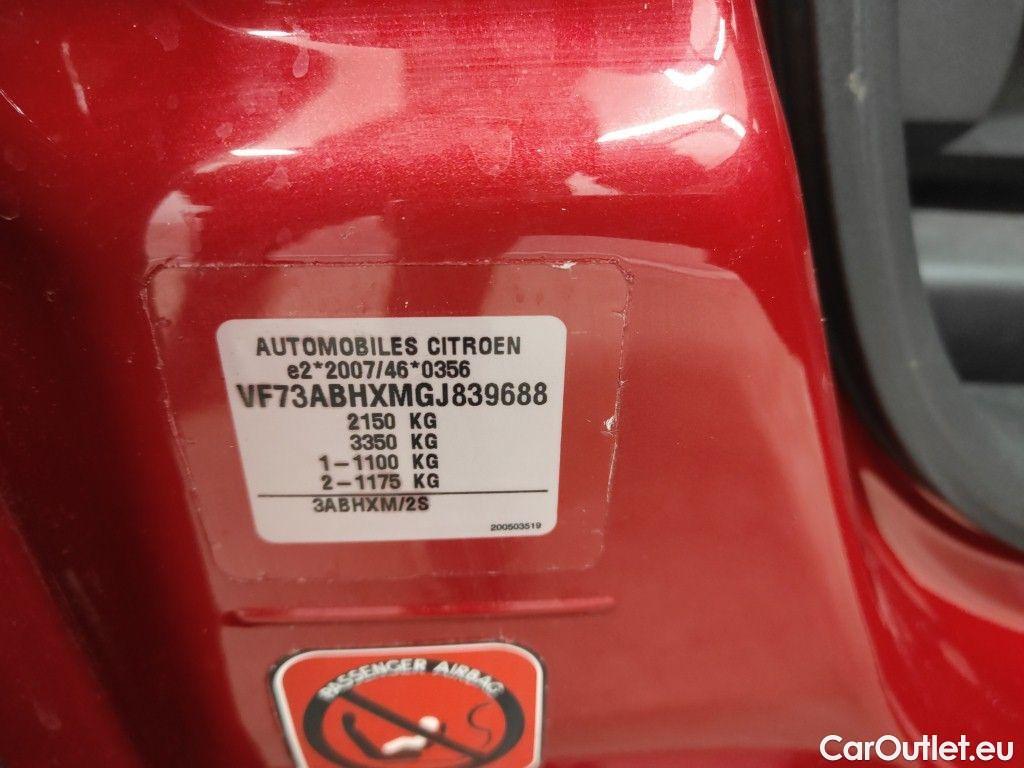 AUTOMOBILES CITROEN
e2*2007/46*0356
VF73ABHXMGJ839688
2150 KG
3350 KG
1-1100 KG
2-1175 KG
3ABHXM/2S
200503519
PASSENGER AIRBAG
CarOutlet.eu